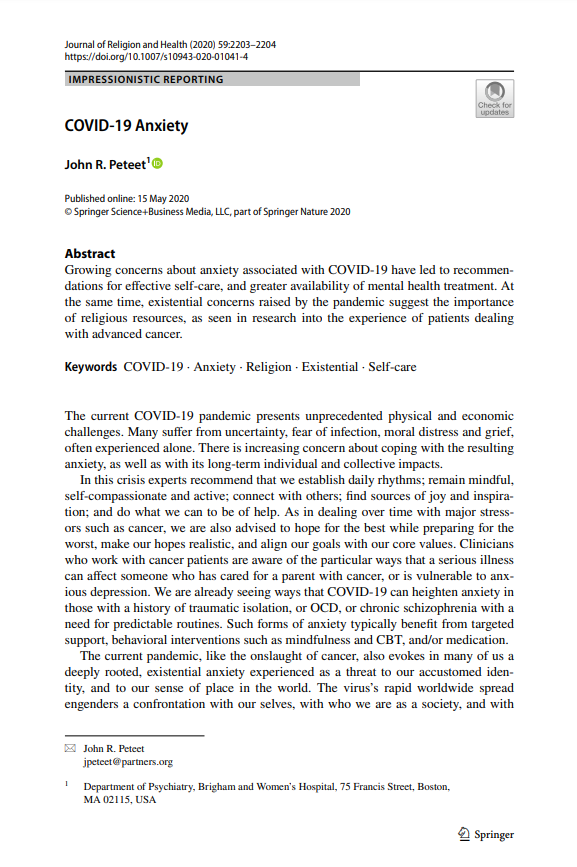 Journal of Religion and Health (2020) 59:2203–2204
https://doi.org/10.1007/s10943-020-01041-4
IMPRESSIONISTIC REPORTING
Check for
updates
COVID-19 Anxiety
John R. Peteet1
Published online: 15 May 2020
© Springer Science+Business Media, LLC, part of Springer Nature 2020
Abstract
Growing concerns about anxiety associated with COVID-19 have led to recommen-
dations for effective self-care, and greater availability of mental health treatment. At
the same time, existential concerns raised by the pandemic suggest the importance
of religious resources, as seen in research into the experience of patients dealing
with advanced cancer.
Keywords COVID-19 · Anxiety · Religion · Existential · Self-care
The current COVID-19 pandemic presents unprecedented physical and economic
challenges. Many suffer from uncertainty, fear of infection, moral distress and grief,
often experienced alone. There is increasing concern about coping with the resulting
anxiety, as well as with its long-term individual and collective impacts.
In this crisis experts recommend that we establish daily rhythms; remain mindful,
self-compassionate and active; connect with others; find sources of joy and inspira-
tion; and do what we can to be of help. As in dealing over time with major stress-
ors such as cancer, we are also advised to hope for the best while preparing for the
worst, make our hopes realistic, and align our goals with our core values. Clinicians
who work with cancer patients are aware of the particular ways that a serious illness
can affect someone who has cared for a parent with cancer, or is vulnerable to anx-
ious depression. We are already seeing ways that COVID-19 can heighten anxiety in
those with a history of traumatic isolation, or OCD, or chronic schizophrenia with a
need for predictable routines. Such forms of anxiety typically benefit from targeted
support, behavioral interventions such as mindfulness and CBT, and/or medication.
The current pandemic, like the onslaught of cancer, also evokes in many of us a
deeply rooted, existential anxiety experienced as a threat to our accustomed iden-
tity, and to our sense of place in the world. The virus's rapid worldwide spread
engenders a confrontation with our selves, with who we are as a society, and with
John R. Peteet
jpeteet@partners.org
1 Department of Psychiatry, Brigham and Women's Hospital, 75 Francis Street, Boston,
MA 02115, USA
Springer